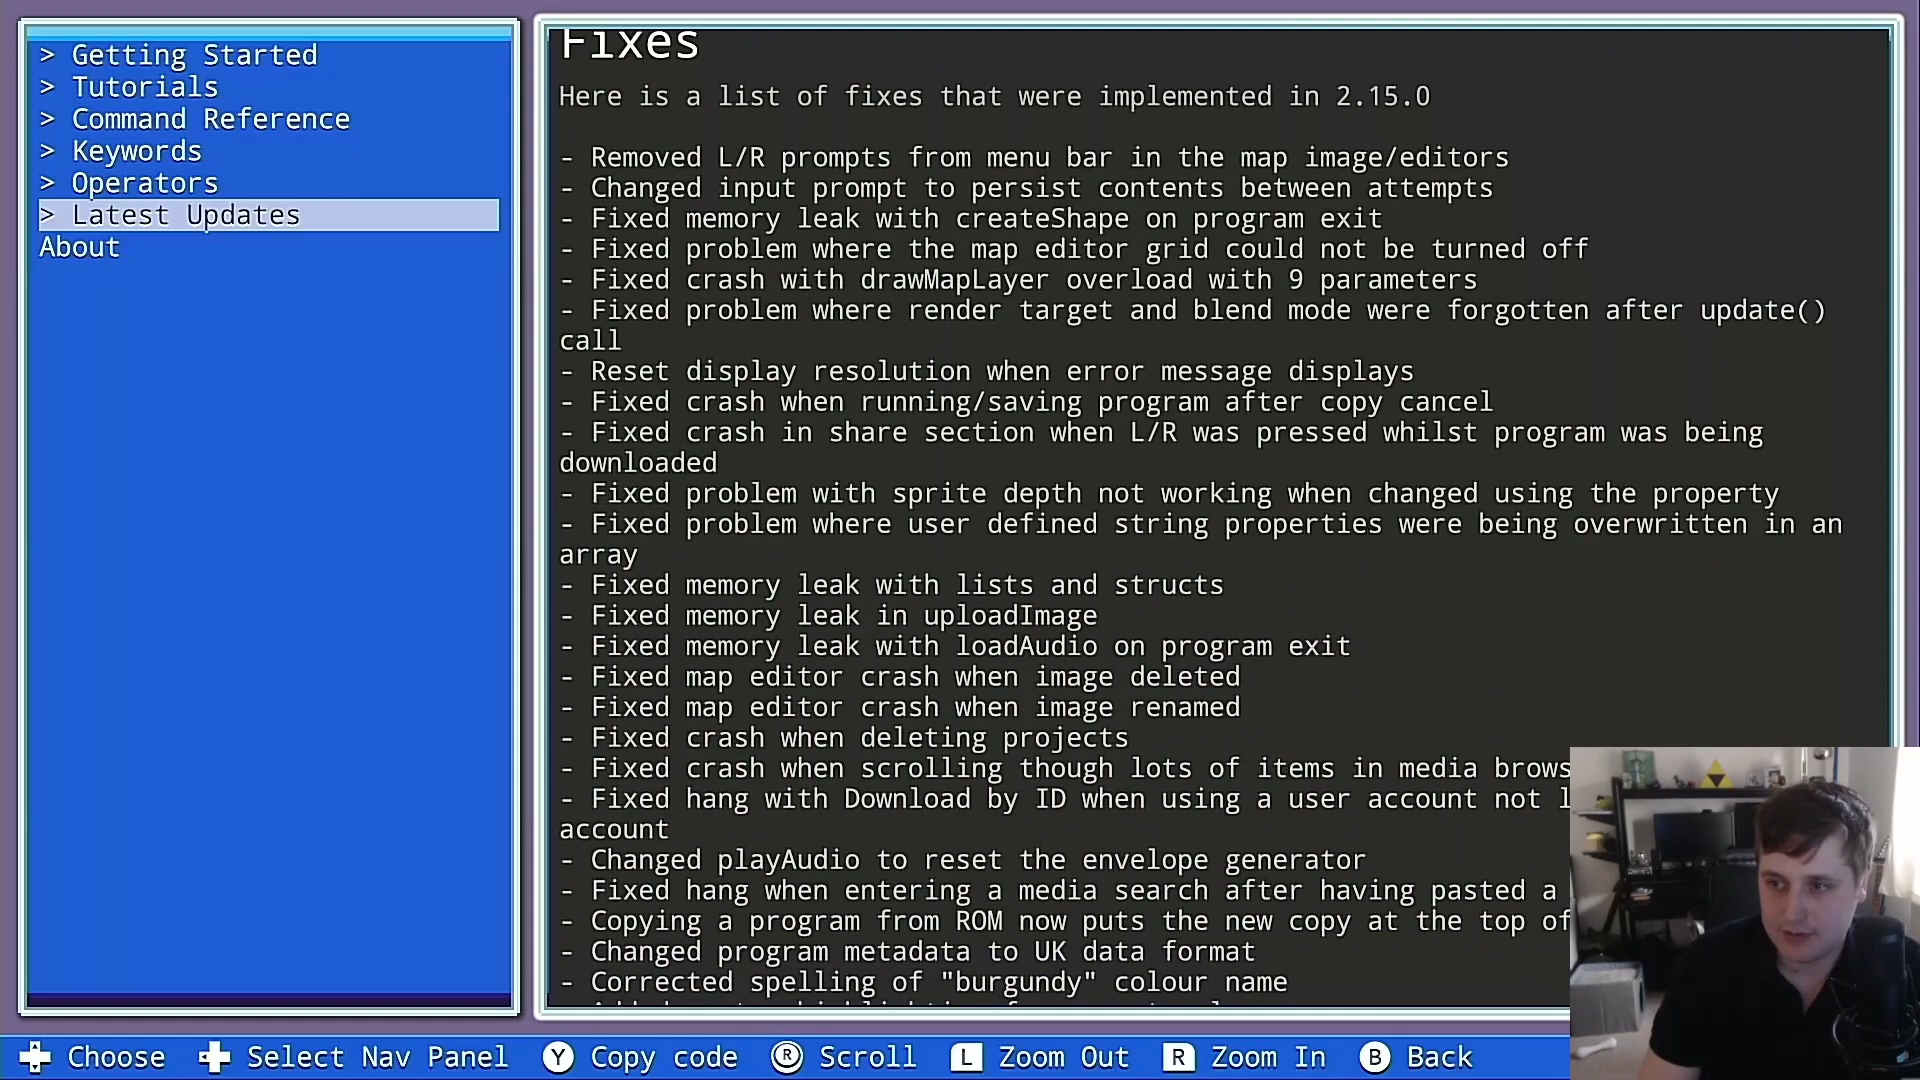 > Getting Started
> Tutorials
> Command Reference
> Keywords
> Operators
> Latest Updates
About
Fixes
Here is a list of fixes that were implemented in 2.15.0
- Removed L/R prompts from menu bar in the map image/editors
- Changed input prompt to persist contents between attempts
- Fixed memory leak with createShape on program exit
- Fixed problem where the map editor grid could not be turned off
- Fixed crash with drawMapLayer overload with 9 parameters
- Fixed problem where render target and blend mode were forgotten after update()
call
- Reset display resolution when error message displays
- Fixed crash when running/saving program after copy cancel
- Fixed crash in share section when L/R was pressed whilst program was being
downloaded
- Fixed problem with sprite depth not working when changed using the property
- Fixed problem where user defined string properties were being overwritten in an
array
- Fixed memory leak with lists and structs
- Fixed memory leak in uploadImage
- Fixed memory leak with loadAudio on program exit
- Fixed map editor crash when image deleted
- Fixed map editor crash when image renamed
- Fixed crash when deleting projects
- Fixed crash when scrolling though lots of items in media brows
- Fixed hang with Download by ID when using a user account not l
account
- Changed playAudio to reset the envelope generator
- Fixed hang when entering a media search after having pasted a
- Copying a program from ROM now puts the new copy at the top of
- Changed program metadata to UK data format
- Corrected spelling of "burgundy" colour name
Choose Select Nav Panel Y Copy code R Scroll L Zoom Out R Zoom In B Back